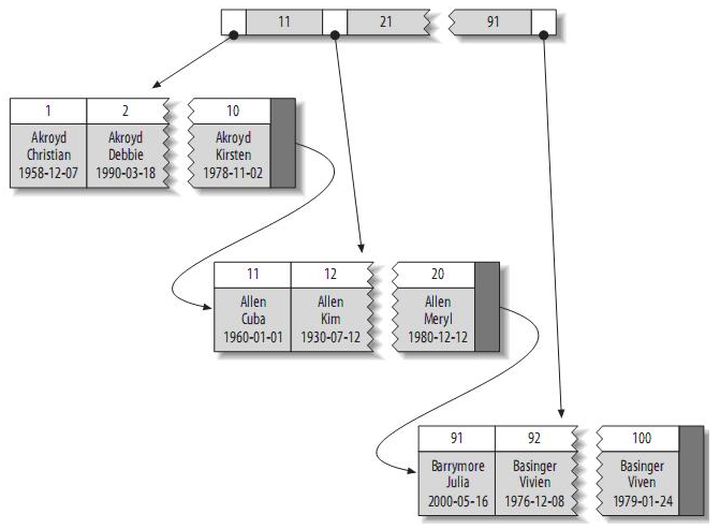 11 21 91
1 2 10
Akroyd Akroyd Akroyd
Christian Debbie Kirsten
1958-12-07 1990-03-18 1978-11-02
11 12 20
Allen Allen Allen
Cuba Kim Meryl
1960-01-01 1930-07-12 1980-12-12
91 92 100
Barrymore Basinger Basinger
Julia Vivien Viven
2000-05-16 1976-12-08 1979-01-24